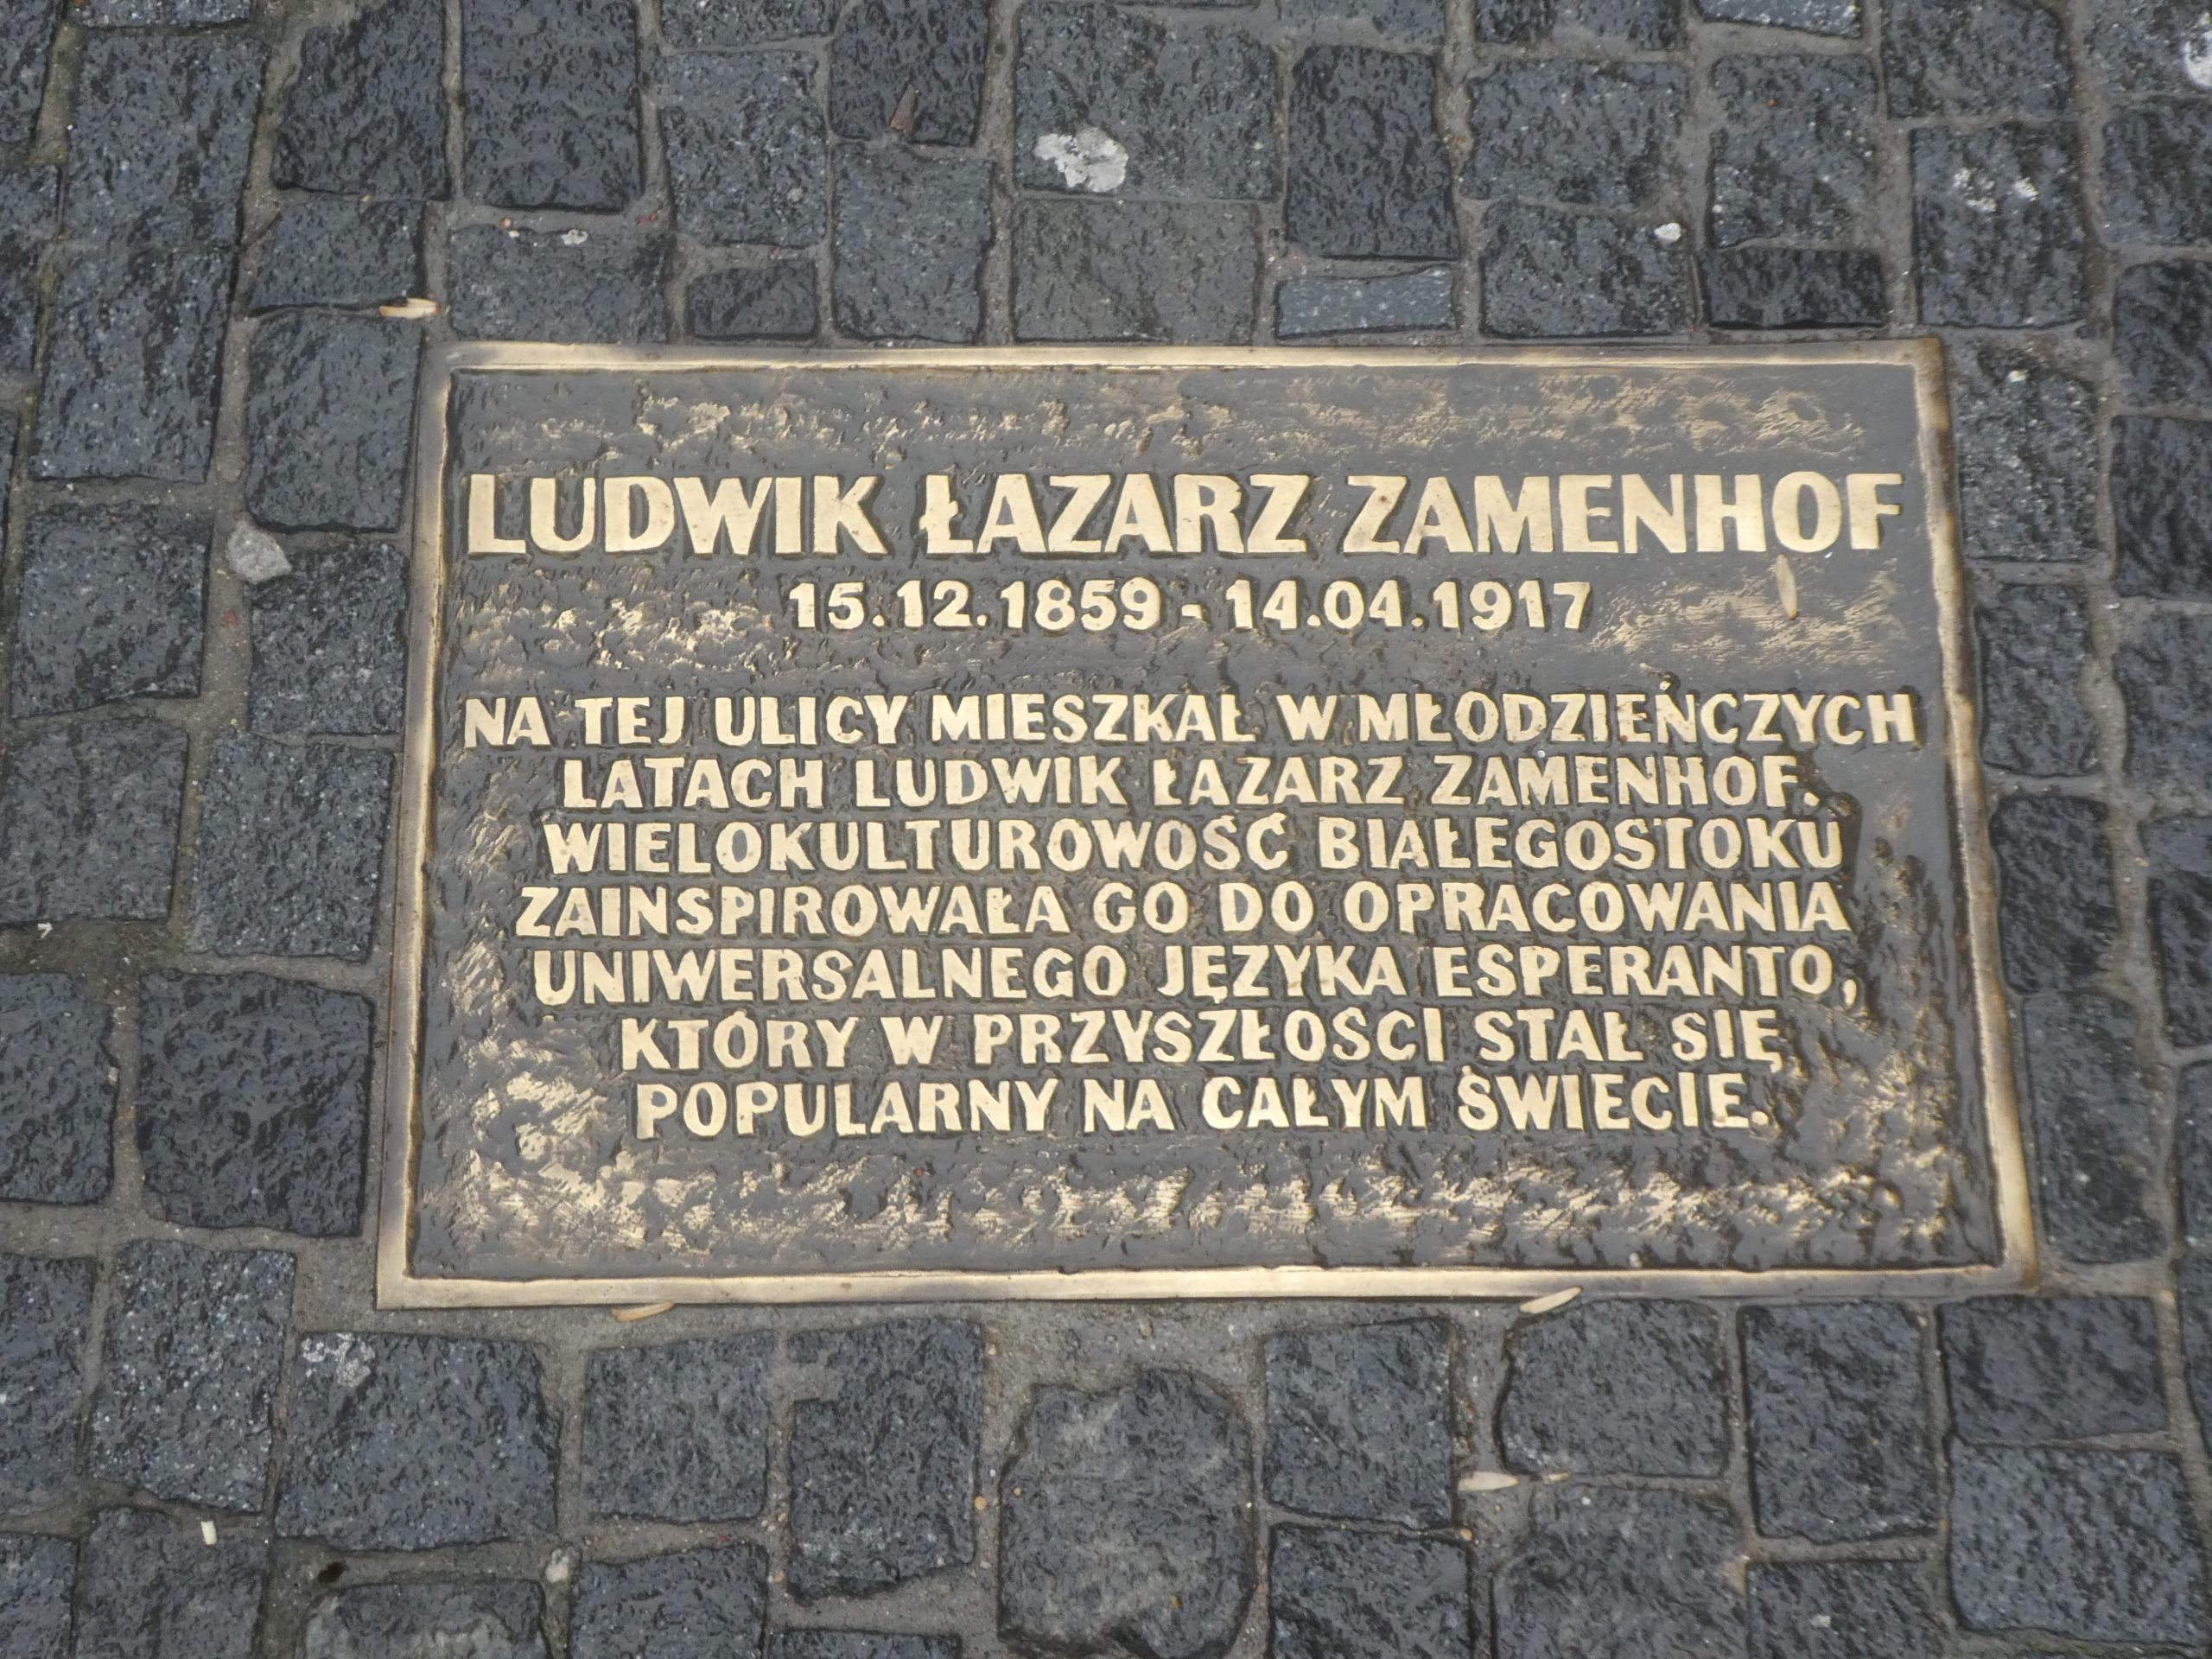 LUDWIK ŁAZARZ ZAMENHOF
15.12.1859 - 14.04.1917
NA TEJ ULICY MIESZKAŁ W MŁODZIEŃCZYCH
LATACH LUDWIK ŁAZARZ ZAMENHOF.
WIELOKULTUROWOŚĆ BIAŁEGOSTOKU
ZAINSPIROWAŁA GO DO OPRACOWANIA
UNIWERSALNEGO JĘZYKA ESPERANTO,
KTÓRY W PRZYSZŁOŚCI STAŁ SIĘ
POPULARNY NA CAŁYM ŚWIECIE.